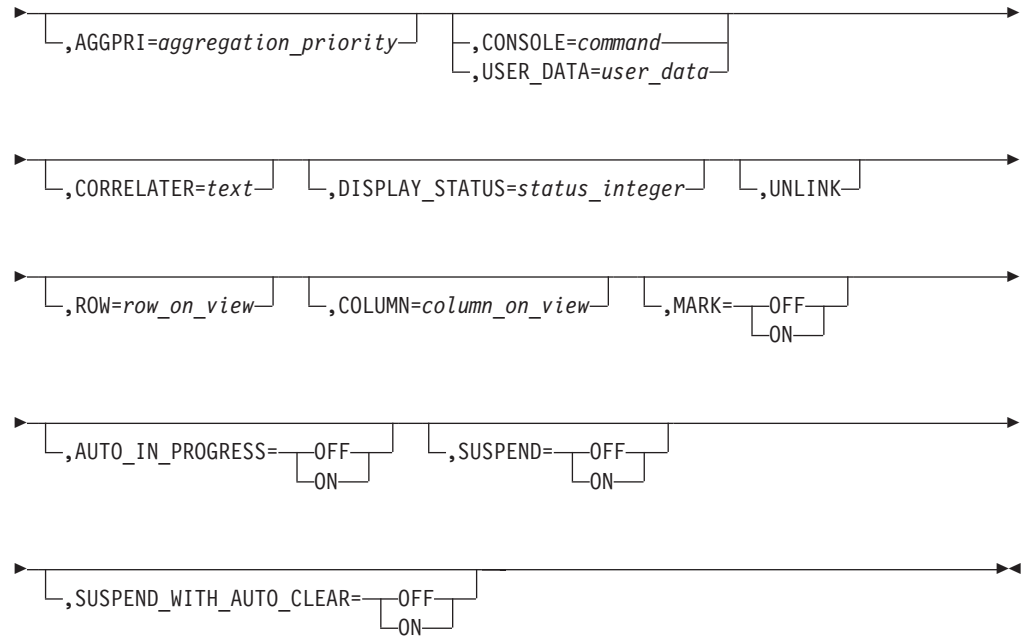 ,AGGPRI=aggregation_priority ,CONSOLE=command
,USER_DATA=user_data
,CORRELATER=text ,DISPLAY_STATUS=status_integer ,UNLINK
,ROW=row_on_view ,COLUMN=column_on_view ,MARK= OFF
ON
,AUTO_IN_PROGRESS= OFF ,SUSPEND= OFF
ON ON
,SUSPEND_WITH_AUTO_CLEAR= OFF
ON